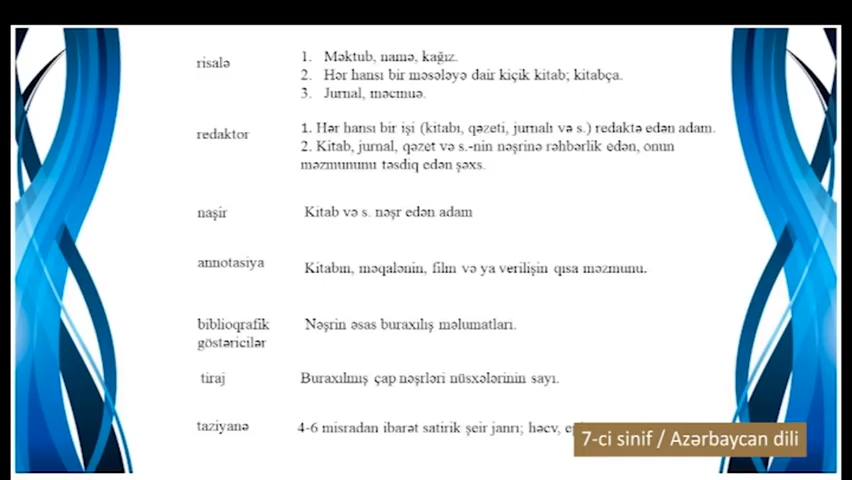 risalə
1. Məktub, namə, kağız.
2. Hər hansı bir məsələyə dair kiçik kitab; kitabça.
3. Jurnal, məcmuə.
redaktor
1. Hər hansı bir işi (kitabı, qəzeti, jurnalı və s.) redaktə edən adam.
2. Kitab, jurnal, qəzet və s.-nin nəşrinə rəhbərlik edən, onun
məzmununu təsdiq edən şəxs.
naşir
Kitab və s. nəşr edən adam
annotasiya
Kitabın, məqalənin, film və ya verilişin qısa məzmunu.
biblioqrafik
göstəricilər
Nəşrin əsas buraxılış məlumatları.
tiraj
Buraxılmış çap nəşrləri nüsxələrinin sayı.
taziyanə
4-6 misradan ibarət satirik şeir janrı; həcv,
7-ci sinif / Azərbaycan dili